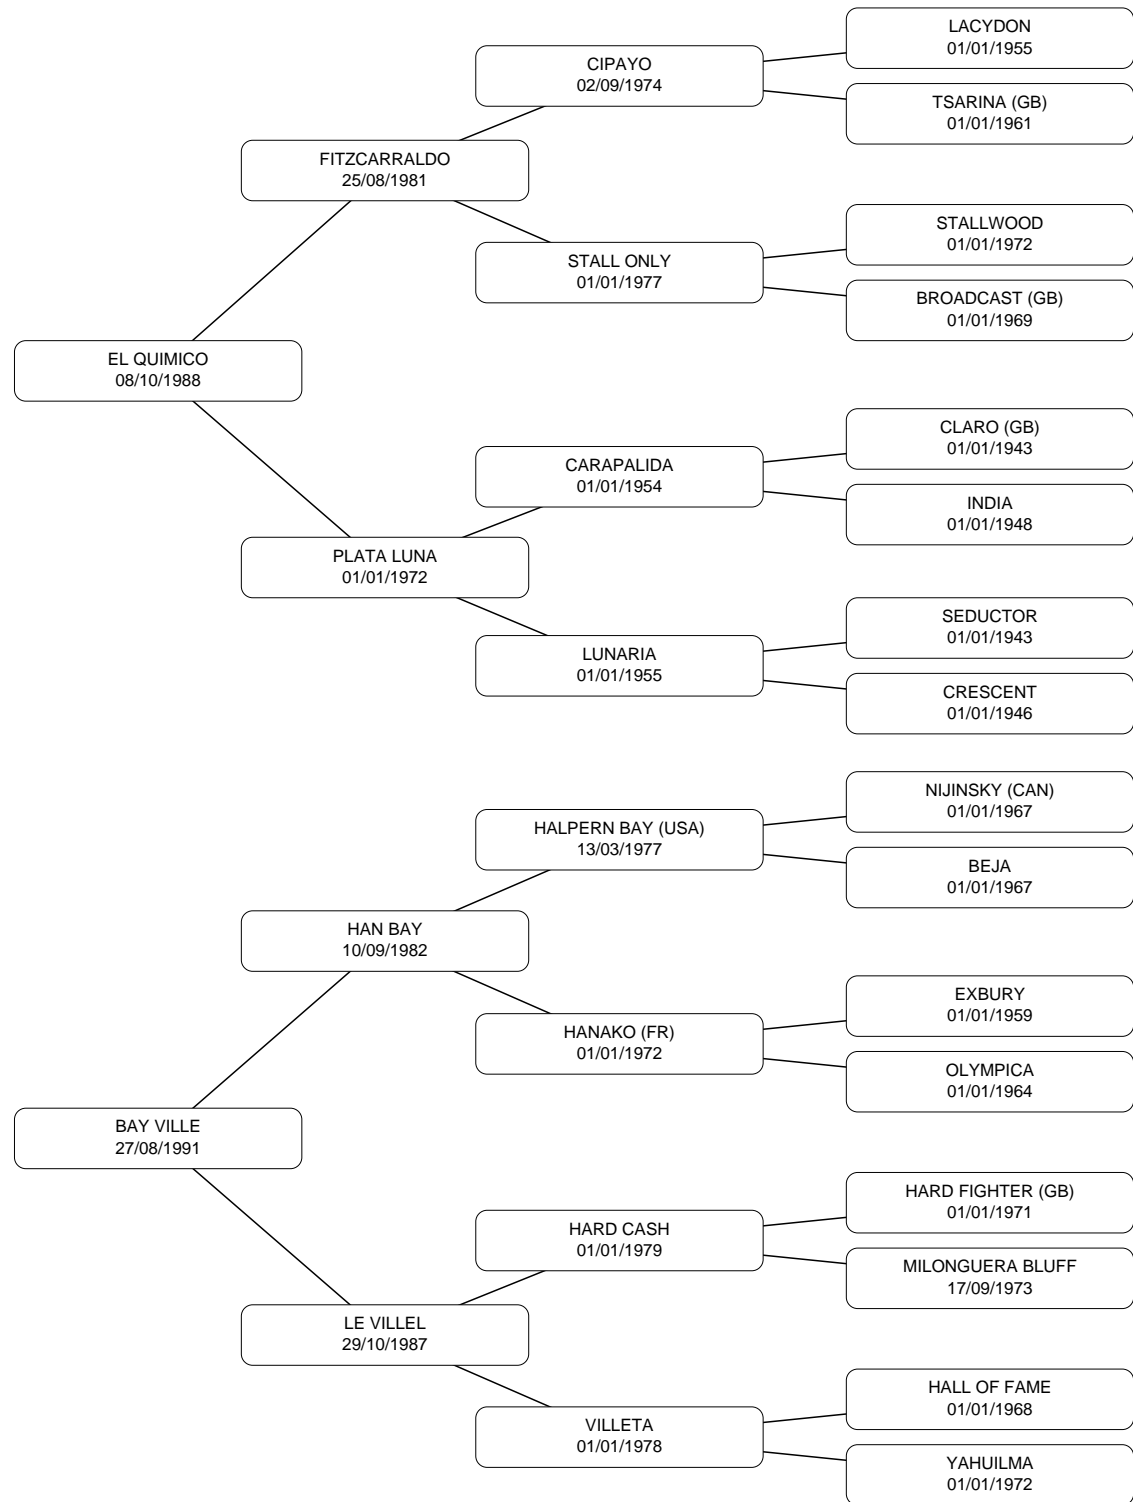 LACYDON
01/01/1955
CIPAYO
02/09/1974
TSARINA (GB)
01/01/1961
FITZCARRALDO
25/08/1981
STALLWOOD
01/01/1972
STALL ONLY
01/01/1977
BROADCAST (GB)
01/01/1969
EL QUIMICO
08/10/1988
CLARO (GB)
01/01/1943
CARAPALIDA
01/01/1954
INDIA
01/01/1948
PLATA LUNA
01/01/1972
SEDUCTOR
01/01/1943
LUNARIA
01/01/1955
CRESCENT
01/01/1946
NIJINSKY (CAN)
01/01/1967
HALPERN BAY (USA)
13/03/1977
BEJA
01/01/1967
HAN BAY
10/09/1982
EXBURY
01/01/1959
HANAKO (FR)
01/01/1972
OLYMPICA
01/01/1964
BAY VILLE
27/08/1991
HARD FIGHTER (GB)
01/01/1971
HARD CASH
01/01/1979
MILONGUERA BLUFF
17/09/1973
LE VILLEL
29/10/1987
HALL OF FAME
01/01/1968
VILLETA
01/01/1978
YAHUILMA
01/01/1972